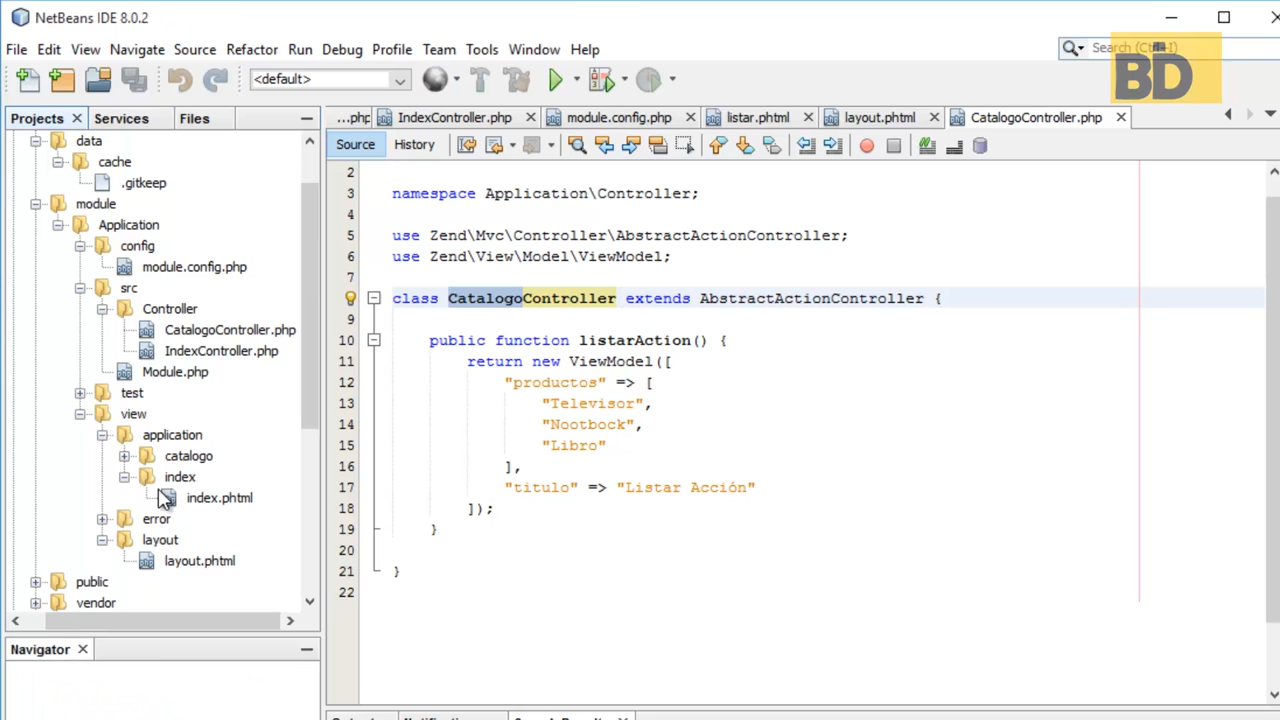 NetBeans IDE 8.0.2
File Edit View Navigate Source Refactor Run Debug Profile Team Tools Window Help
Search (Ctrl+I)
BD
<default>
Projects Services Files
...php IndexController.php module.config.php listar.phtml layout.phtml CatalogoController.php
Source History
data
cache
.gitkeep
module
Application
config
module.config.php
src
Controller
CatalogoController.php
IndexController.php
Module.php
test
view
application
catalogo
index
index.phtml
error
layout
layout.phtml
public
vendor
Navigator
2
3 namespace Application\Controller;
4
5 use Zend\Mvc\Controller\AbstractActionController;
6 use Zend\View\Model\ViewModel;
7
8 class CatalogoController extends AbstractActionController {
9
10 public function listarAction() {
11 return new ViewModel([
12 "productos" => [
13 "Televisor",
14 "Nootbock",
15 "Libro"
16 ],
17 "titulo" => "Listar Acción"
18 ]);
19 }
20
21 }
22